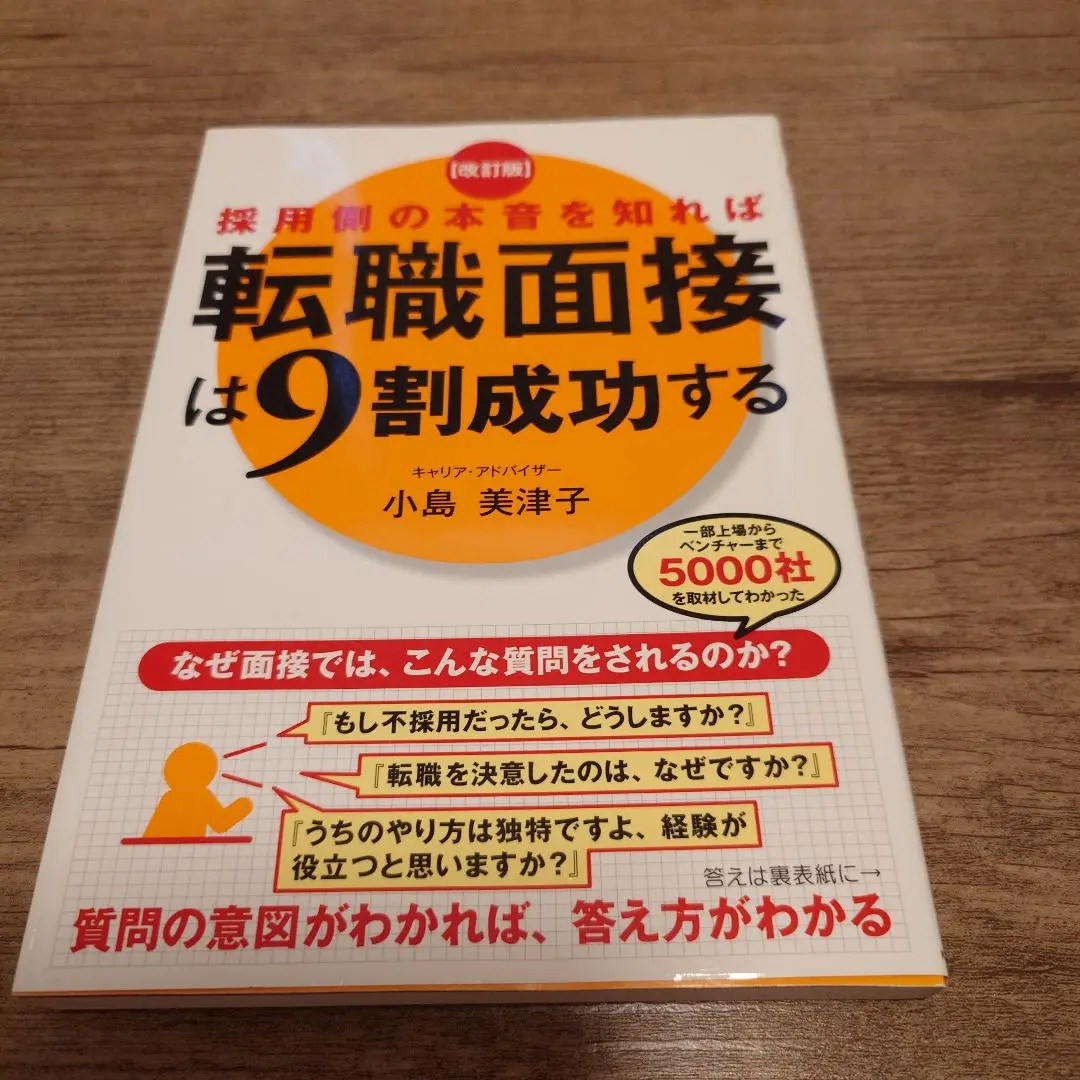 【改訂版】
採用側の本音を知れば
転職面接
は9割成功する
キャリア・アドバイザー
小島 美津子
一部上場から
ベンチャーまで
5000社
を取材してわかった
なぜ面接では、こんな質問をされるのか?
『もし不採用だったら、どうしますか?』
『転職を決意したのは、なぜですか?』
『うちのやり方は独特ですよ、経験が
役立つと思いますか?』
答えは裏表紙に→
質問の意図がわかれば、答え方がわかる